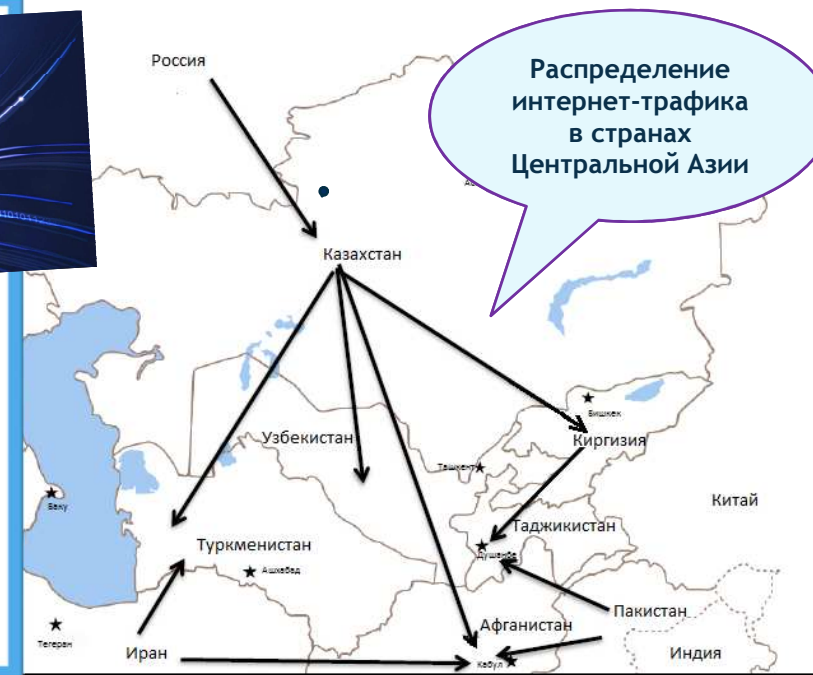 Россия
Распределение
интернет-трафика
в странах
Центральной Азии
Казахстан
Бишкек
Узбекистан
Киргизия
Ташкент
Китай
Баку
Таджикистан
Туркменистан
Душанбе
Ашхабад
Пакистан
Афганистан
Тегеран
Иран
Индия
Кабул